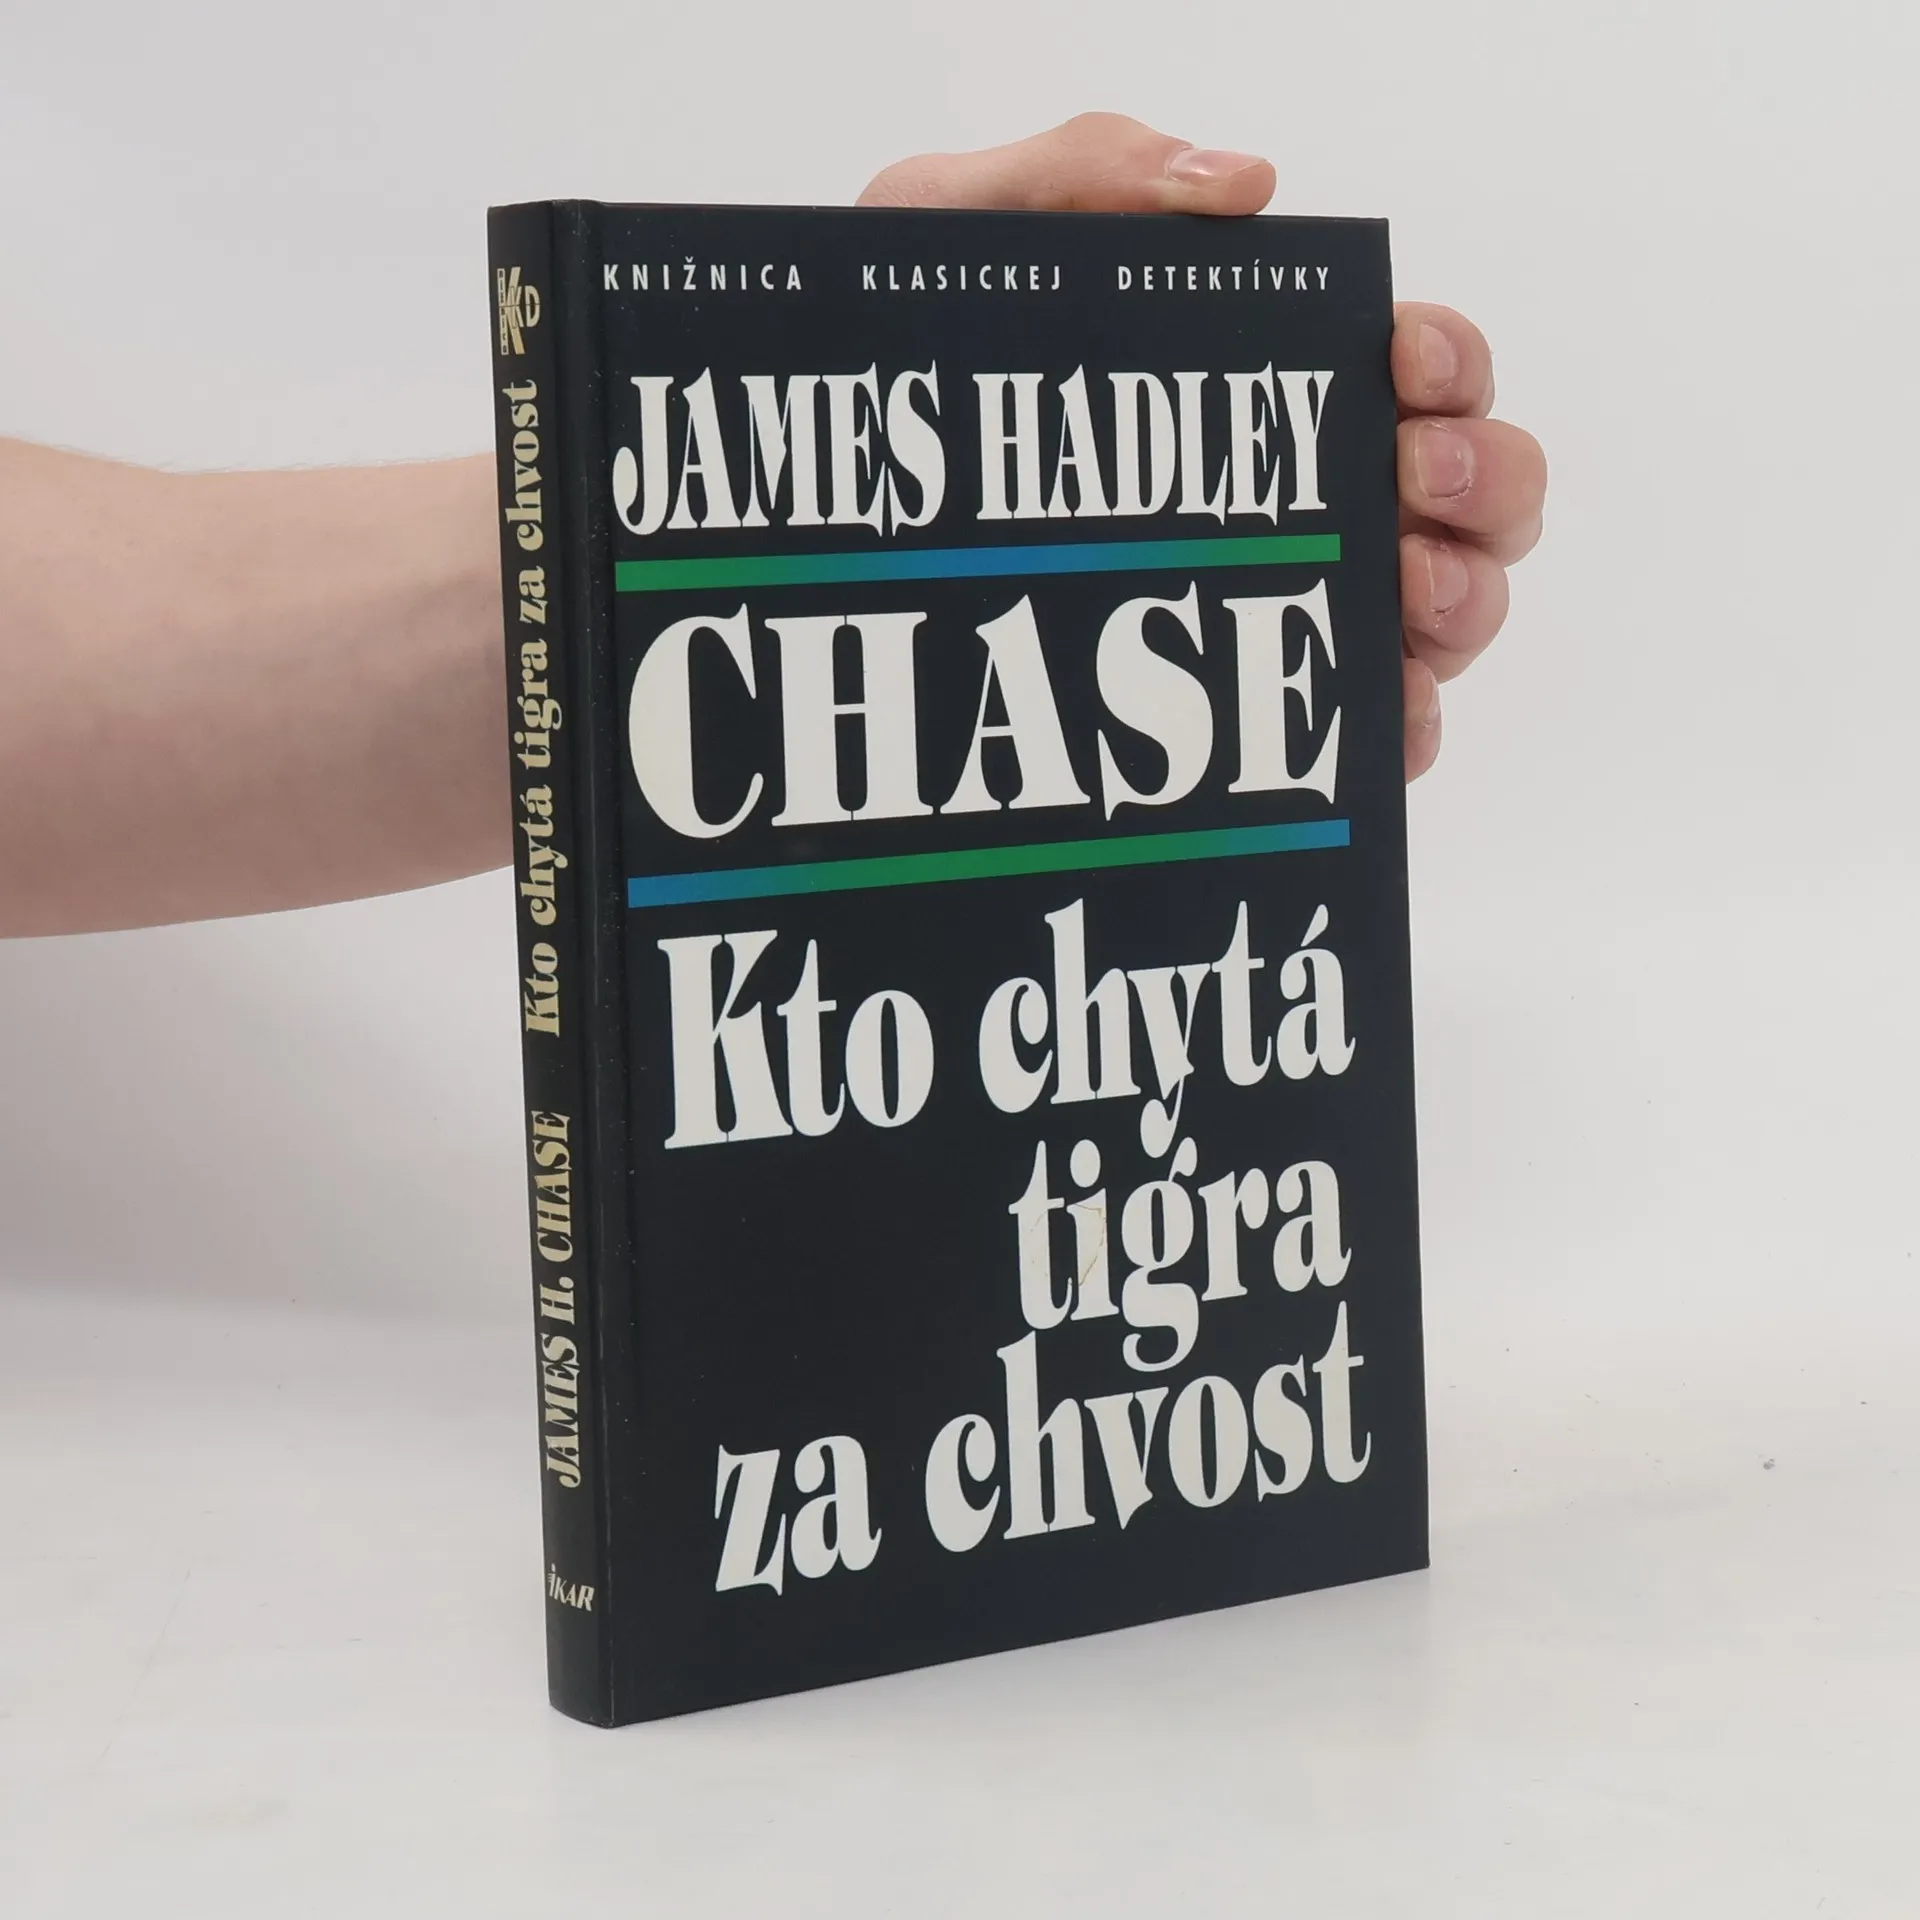 KNIŽNICA KLASICKEJ DETEKTÍVKY
JAMES HADLEY
CHASE
Kto chytá
tigra
za chvost
KKD
Kto chytá tigra za chvost
JAMES H. CHASE
IKAR